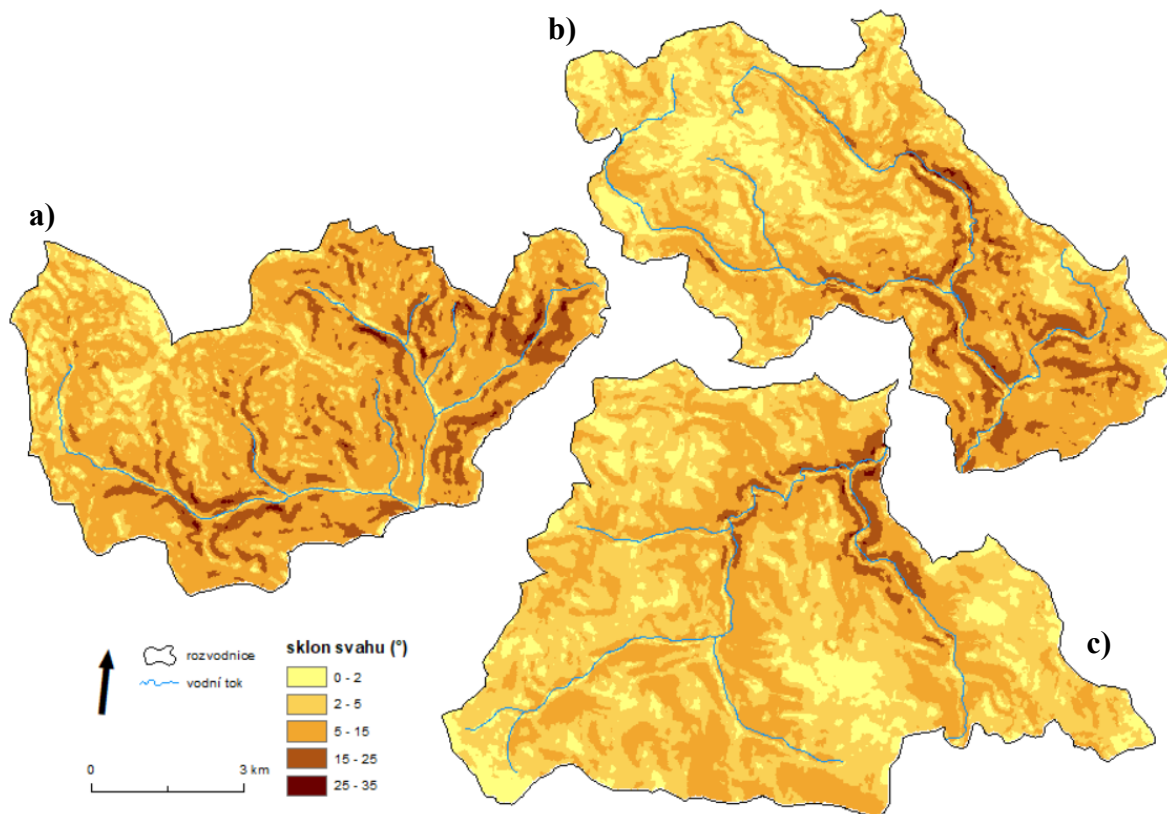 b)
a)
c)
rozvodnice
vodní tok
0 3 km
sklon svahu (°)
0 - 2
2 - 5
5 - 15
15 - 25
25 - 35